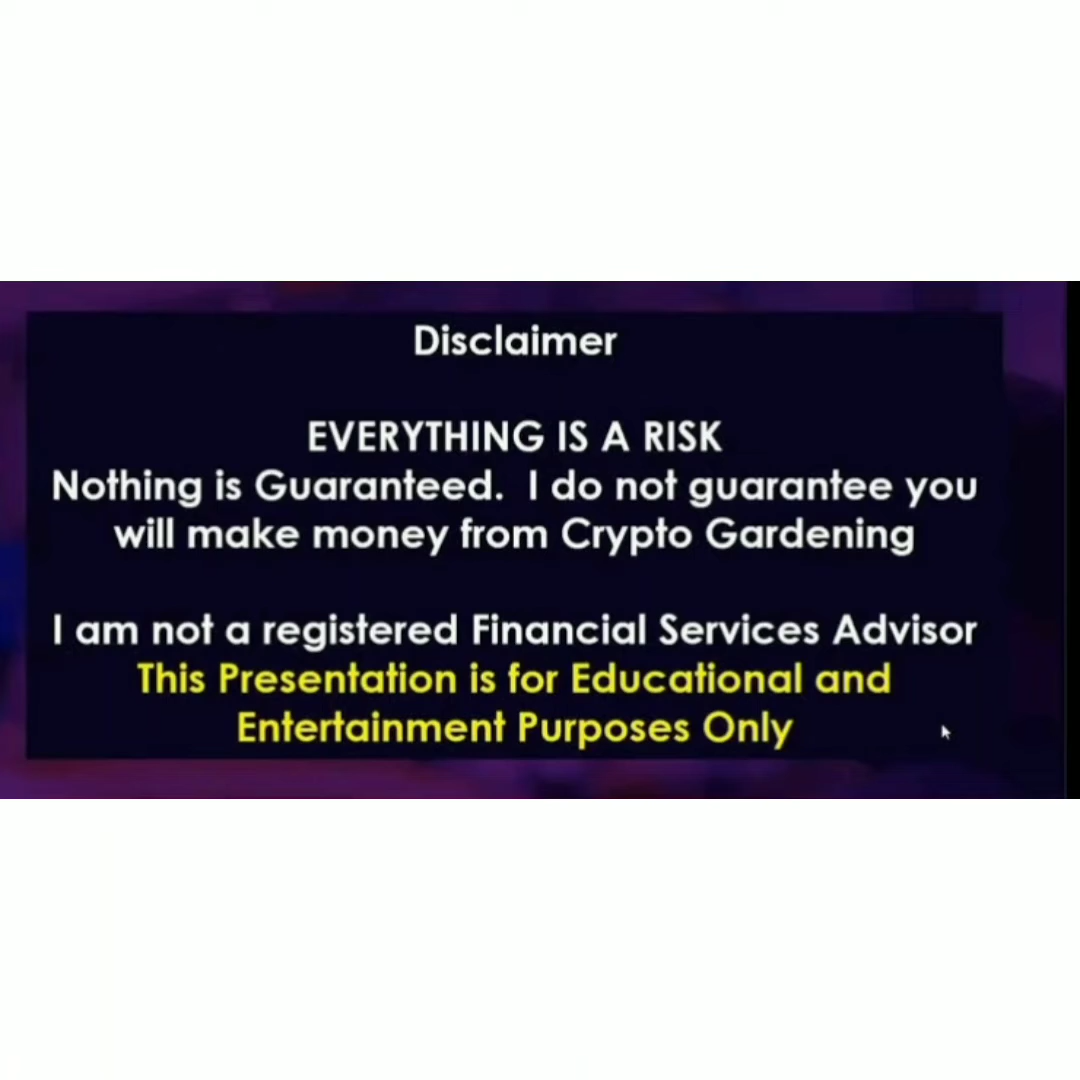 Disclaimer
EVERYTHING IS A RISK
Nothing is Guaranteed.  I do not guarantee you
will make money from Crypto Gardening
I am not a registered Financial Services Advisor
This Presentation is for Educational and
Entertainment Purposes Only